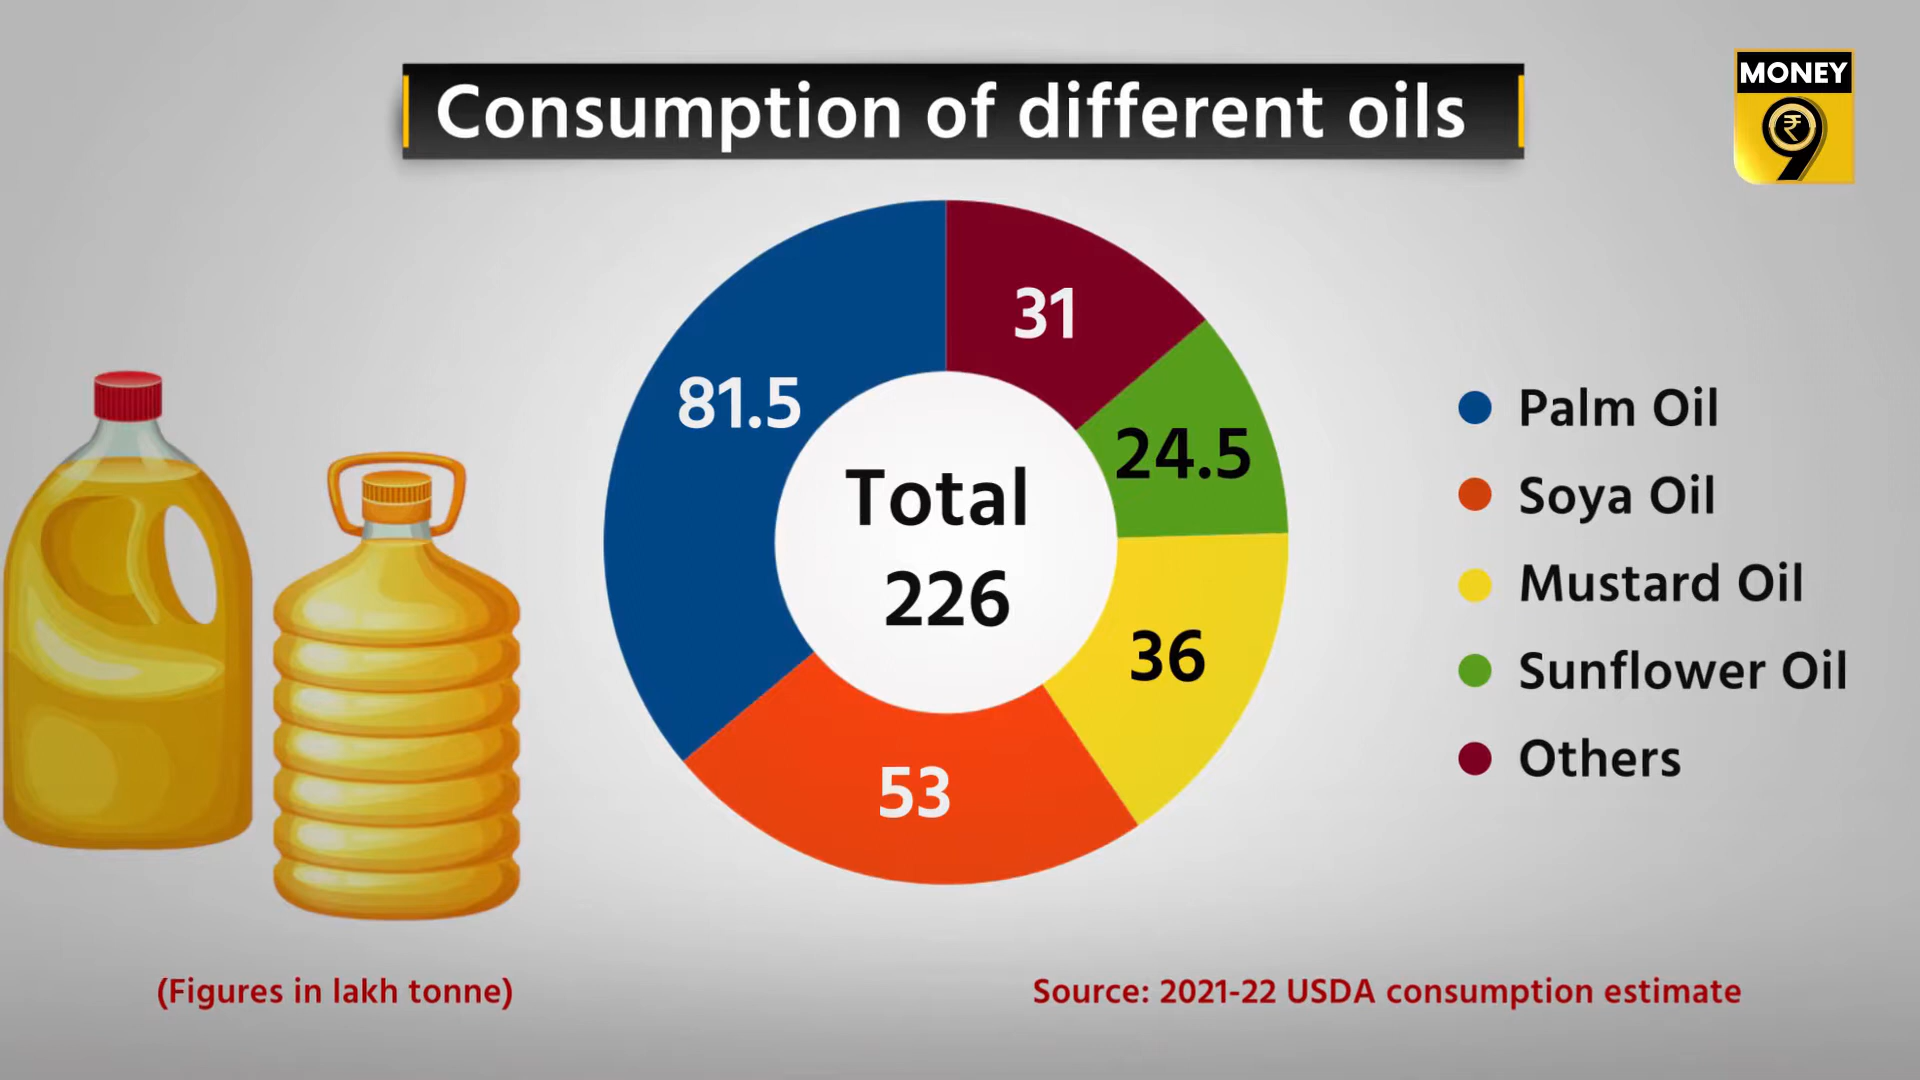 Consumption of different oils
MONEY
9
₹
31
81.5
24.5
Total
226
36
53
Palm Oil
Soya Oil
Mustard Oil
Sunflower Oil
Others
(Figures in lakh tonne)
Source: 2021-22 USDA consumption estimate